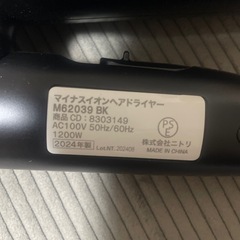 マイナスイオンヘアドライヤー
M62039 BK
商品 CD : 8303149
AC100V 50Hz/60Hz
1200W
2024年製
PSE
株式会社ニトリ
MADE IN CHINA